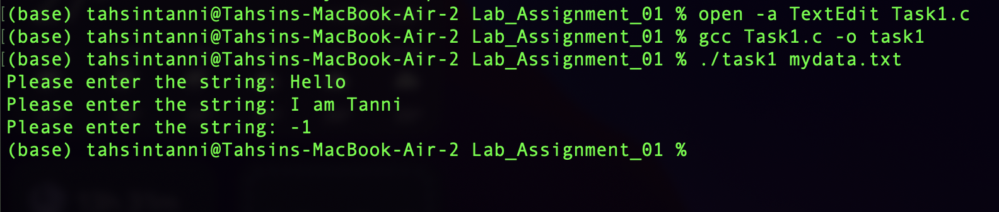 (base) tahsintanni@Tahsins-MacBook-Air-2 Lab_Assignment_01 % open -a TextEdit Task1.c
(base) tahsintanni@Tahsins-MacBook-Air-2 Lab_Assignment_01 % gcc Task1.c -o task1
(base) tahsintanni@Tahsins-MacBook-Air-2 Lab_Assignment_01 % ./task1 mydata.txt
Please enter the string: Hello
Please enter the string: I am Tanni
Please enter the string: -1
(base) tahsintanni@Tahsins-MacBook-Air-2 Lab_Assignment_01 %